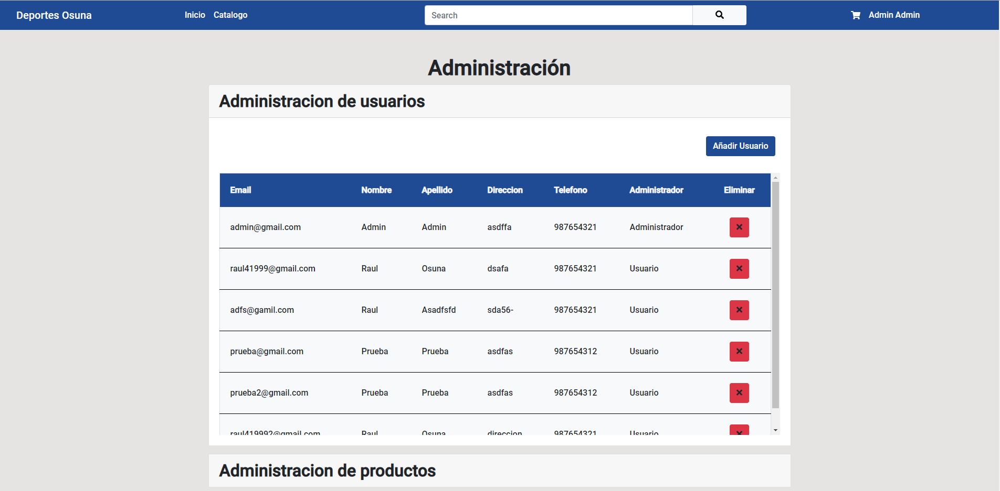 Deportes Osuna Inicio Catalogo Search Admin Admin
Administración
Administracion de usuarios
Añadir Usuario
Email Nombre Apellido Direccion Telefono Administrador Eliminar
admin@gmail.com Admin Admin asdffa 987654321 Administrador
raul41999@gmail.com Raul Osuna dsafa 987654321 Usuario
adfs@gamil.com Raul Asadfsfd sda56- 987654321 Usuario
prueba@gmail.com Prueba Prueba asdfas 987654312 Usuario
prueba2@gmail.com Prueba Prueba asdfas 987654312 Usuario
raul419992@gmail.com Raul Osuna direccion 987654321 Usuario
Administracion de productos